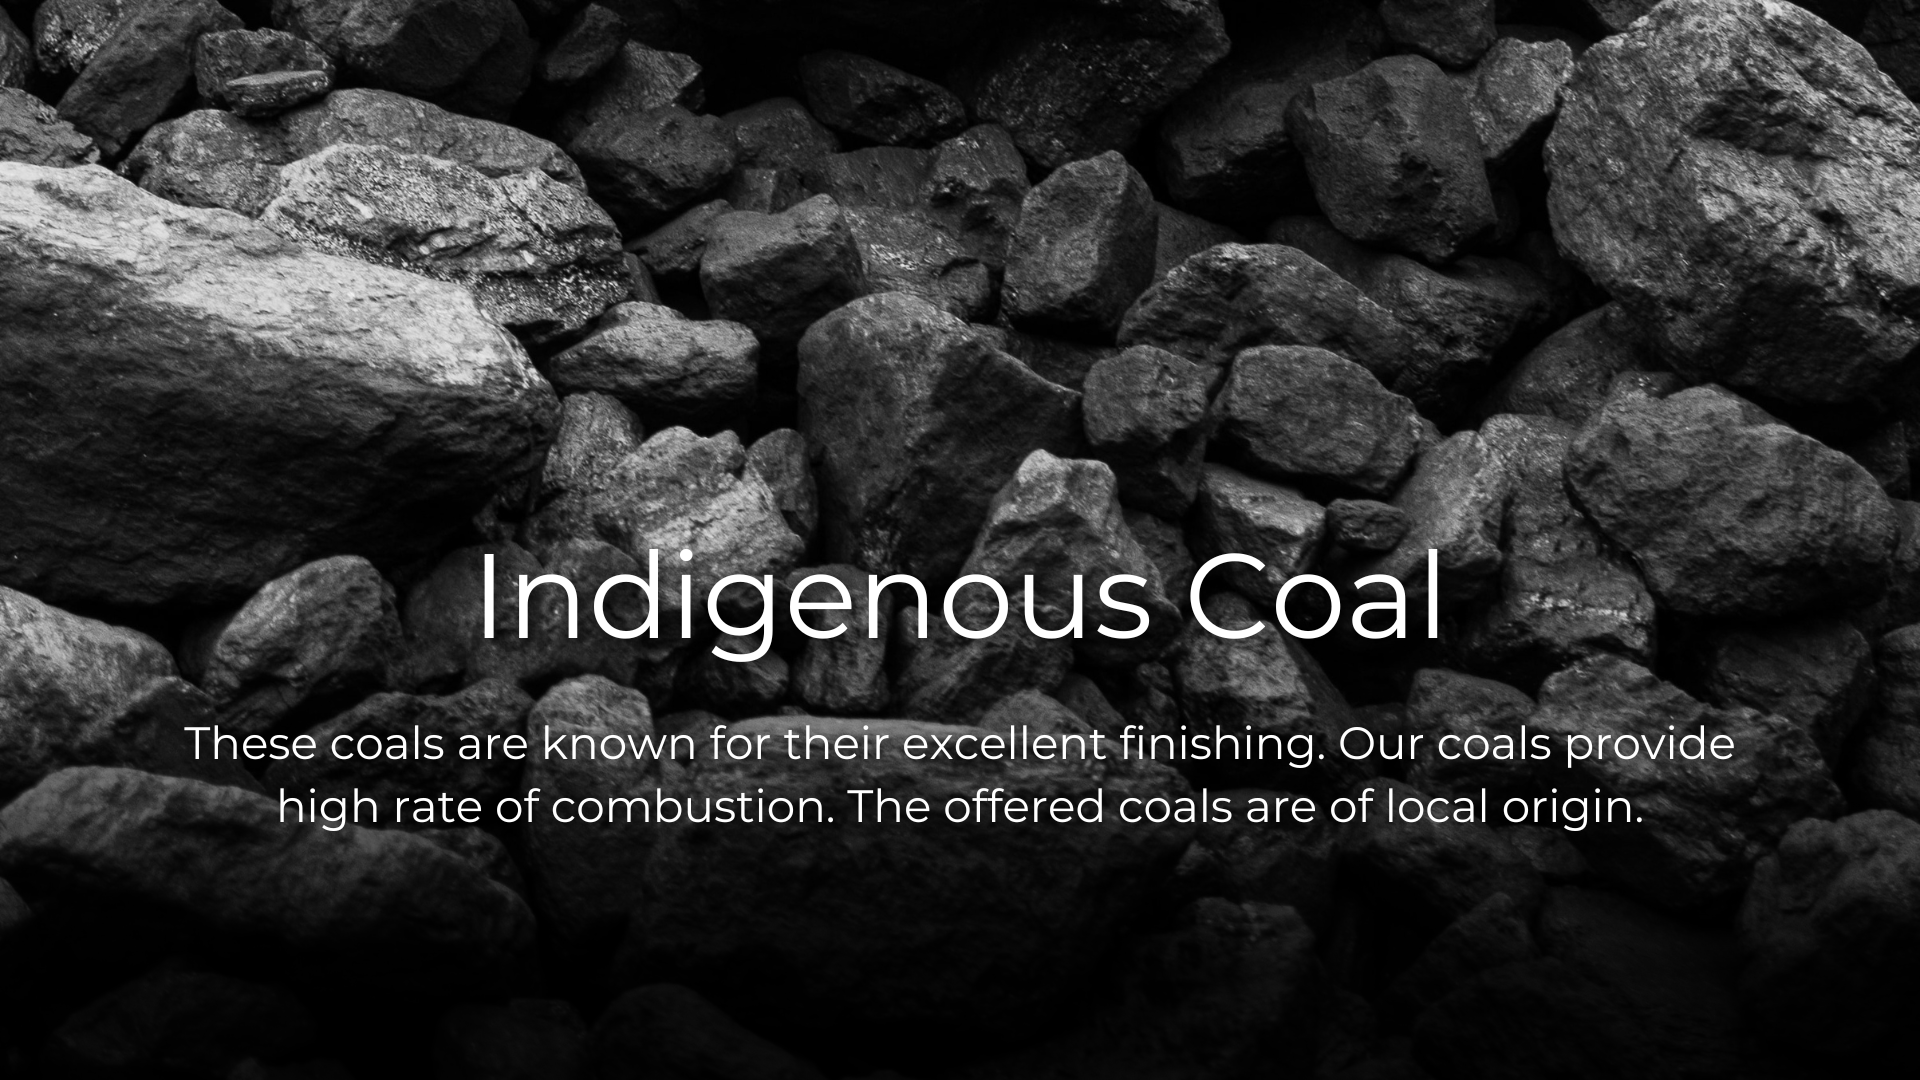 Indigenous Coal
These coals are known for their excellent finishing. Our coals provide
high rate of combustion. The offered coals are of local origin.